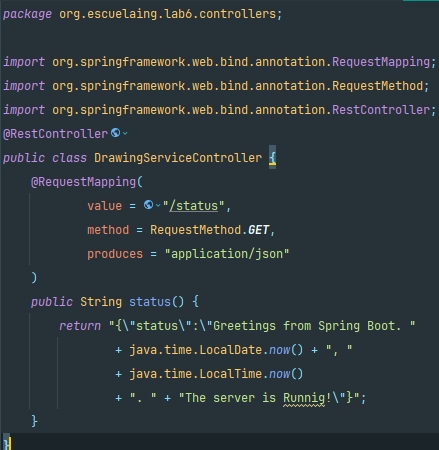 package org.escuelaing.lab6.controllers;
import org.springframework.web.bind.annotation.RequestMapping;
import org.springframework.web.bind.annotation.RequestMethod;
import org.springframework.web.bind.annotation.RestController;
@RestController
public class DrawingServiceController {
@RequestMapping(
value = "/status",
method = RequestMethod.GET,
produces = "application/json"
)
public String status() {
return "{\"status\":\"Greetings from Spring Boot. "
+ java.time.LocalDate.now() + ", "
+ java.time.LocalTime.now()
+ ". " + "The server is Runnig!\"}";
}
}